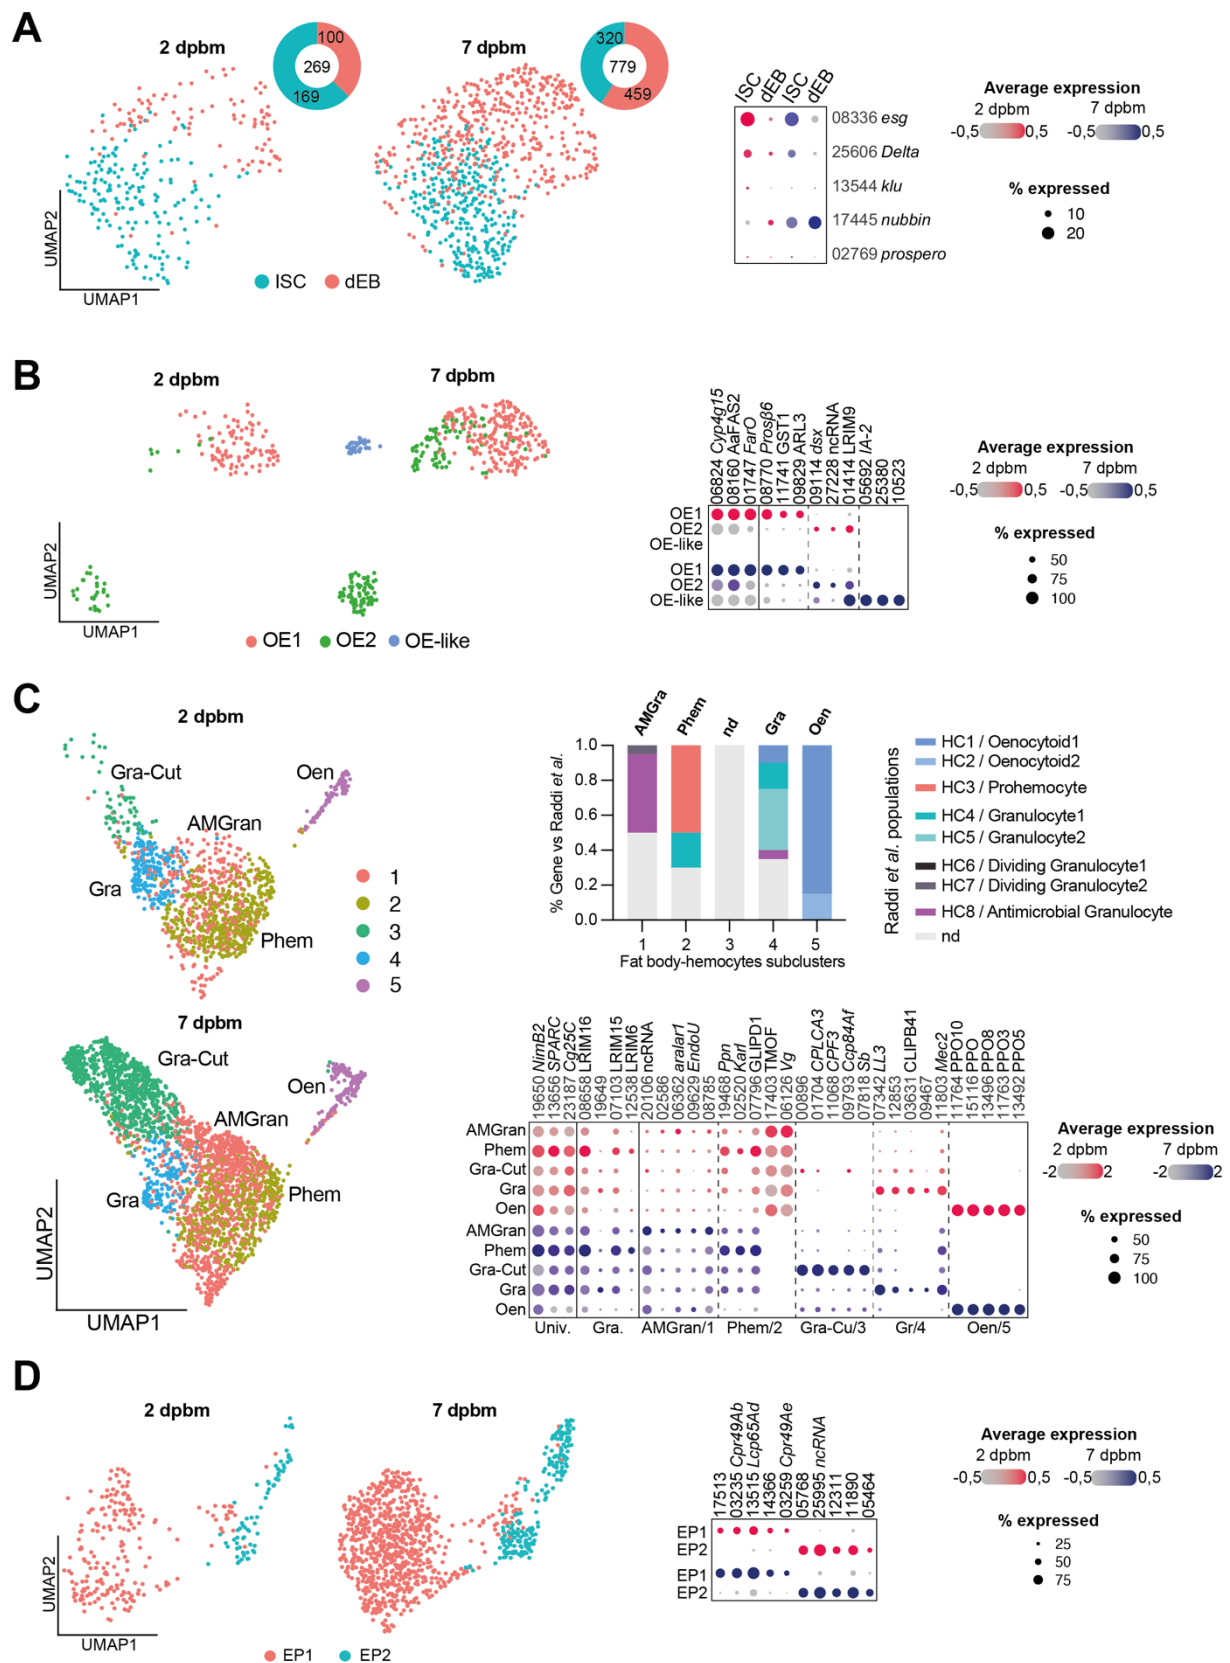 A
2 dpbm
100
269
169
7 dpbm
320
779
459
UMAP2
UMAP1
ISC
dEB
ISC
dEB
ISC
dEB
08336 esg
25606 Delta
13544 klu
17445 nubbin
02769 prospero
Average expression
2 dpbm
7 dpbm
-0,5
0,5
-0,5
0,5
% expressed
10
20
B
2 dpbm
7 dpbm
UMAP2
UMAP1
OE1
OE2
OE-like
06824 Cyp4g15
08160 AaFAS2
01747 FarO
08770 Prosβ6
11741 GST1
09829 ARL3
09114 dsx
27228 ncRNA
01414 LRIM9
05692 IA-2
25380
10523
OE1
OE2
OE-like
OE1
OE2
OE-like
Average expression
2 dpbm
7 dpbm
-0,5
0,5
-0,5
0,5
% expressed
50
75
100
C
2 dpbm
Gra-Cut
Oen
AMGran
Gra
Phem
1
2
3
4
5
7 dpbm
Gra-Cut
Oen
AMGran
Gra
Phem
UMAP2
UMAP1
AMGra
Phem
nd
Gra
Oen
% Gene vs Raddi et al.
1.0
0.8
0.6
0.4
0.2
0.0
1
2
3
4
5
Fat body-hemocytes subclusters
Raddi et al. populations
HC1 / Oenocytoid1
HC2 / Oenocytoid2
HC3 / Prohemocyte
HC4 / Granulocyte1
HC5 / Granulocyte2
HC6 / Dividing Granulocyte1
HC7 / Dividing Granulocyte2
HC8 / Antimicrobial Granulocyte
nd
19650 NimB2
13656 SPARC
23187 Cg25C
08658 LRIM16
19649
07103 LRIM15
12538 LRIM6
20106 ncRNA
02586
06362 aralar1
09629 EndoU
08785
19468 Ppn
02520 Karl
07796 GLIPD1
17403 TMOF
06126 Vg
00896
01704 CPLCA3
11068 CPF3
09793 Ccp84Af
07818 Sb
07342 LL3
12853
03631 CLIPB41
09467
11803 Mec2
11764 PPO10
15116 PPO
13496 PPO8
11763 PPO3
13492 PPO5
AMGran
Phem
Gra-Cut
Gra
Oen
AMGran
Phem
Gra-Cut
Gra
Oen
Univ.
Gra.
AMGran/1
Phem/2
Gra-Cu/3
Gr/4
Oen/5
Average expression
2 dpbm
7 dpbm
-2
2
-2
2
% expressed
50
75
100
D
2 dpbm
7 dpbm
UMAP2
UMAP1
EP1
EP2
17513
03235 Cpr49Ab
13515 Lcp65Ad
14366
03259 Cpr49Ae
05768
25995 ncRNA
12311
11890
05464
EP1
EP2
EP1
EP2
Average expression
2 dpbm
7 dpbm
-0,5
0,5
-0,5
0,5
% expressed
25
50
75